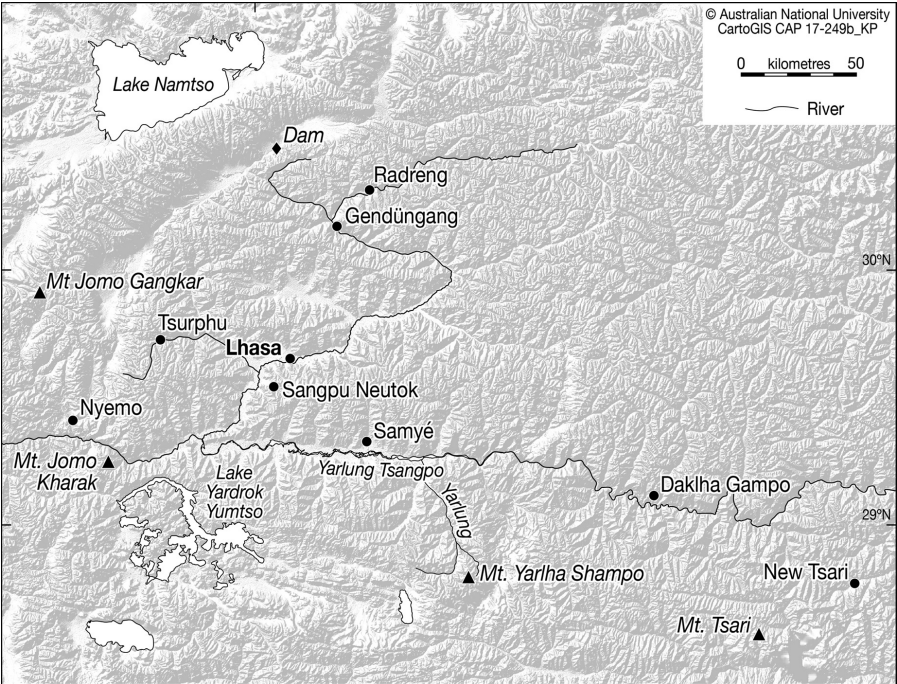 © Australian National University
CartoGIS CAP 17-249b_KP
0 kilometres 50
River
Lake Namtso
Dam
Radreng
Gendüngang
30ºN
Mt Jomo Gangkar
Tsurphu
Lhasa
Sangpu Neutok
Nyemo
Samyé
Mt. Jomo
Kharak
Lake
Yardrok
Yumtso
Yarlung Tsangpo
Yarlung
Daklha Gampo
29ºN
Mt. Yarlha Shampo
New Tsari
Mt. Tsari